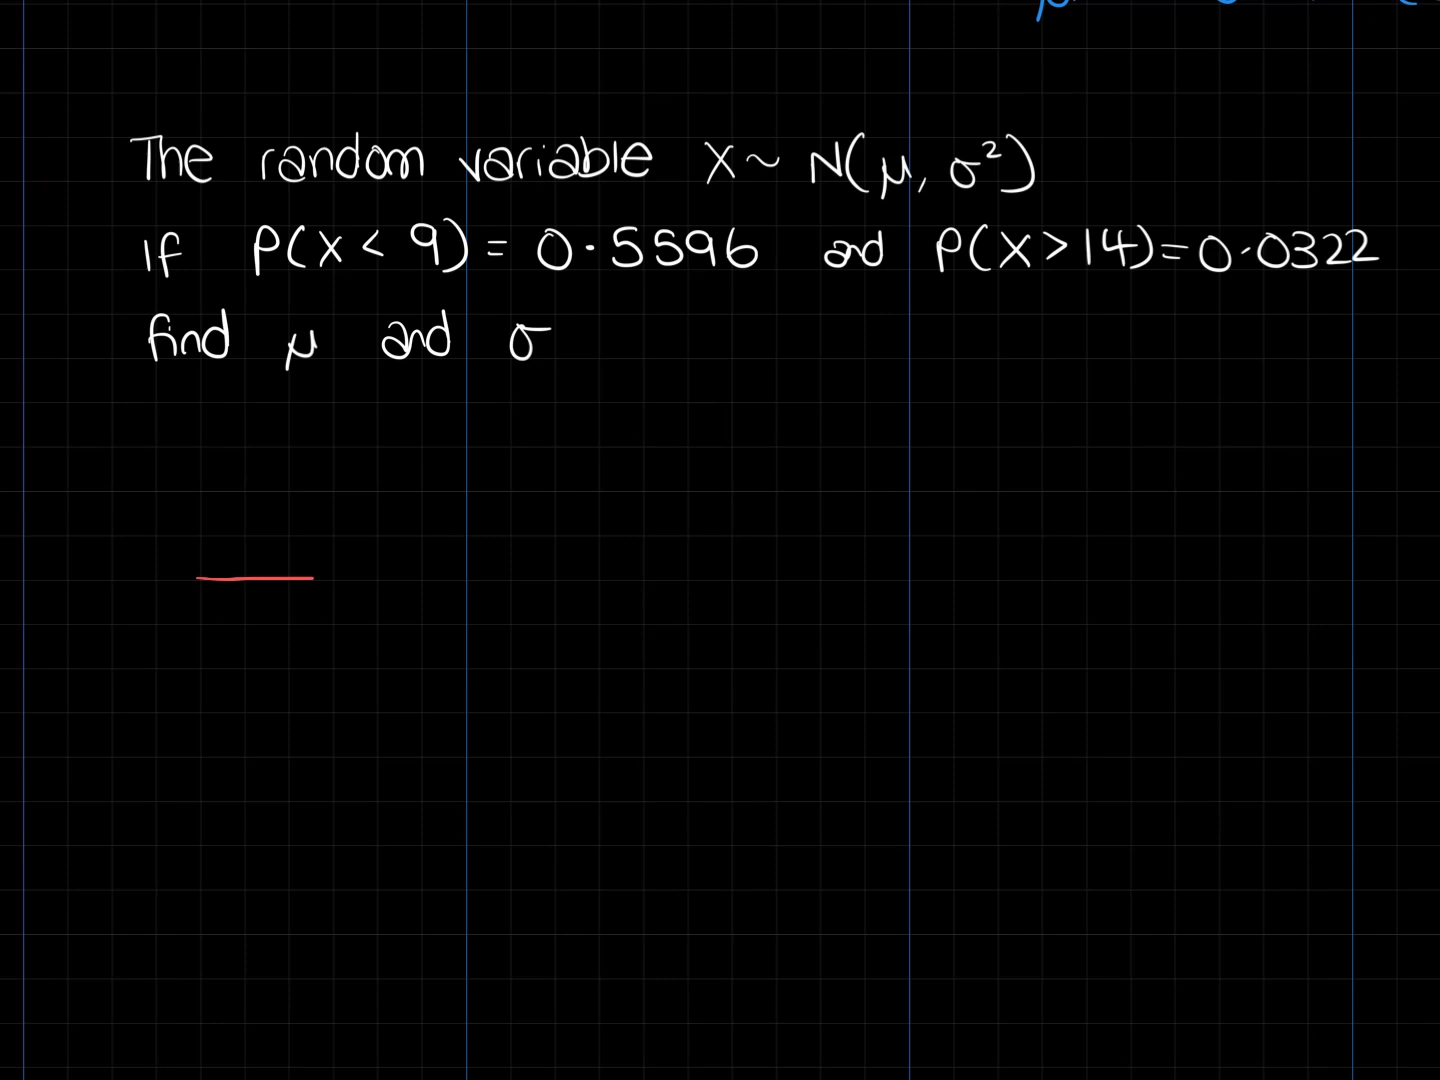 The random variable X ~ N(μ, σ²)
If P(X < 9) = 0·5596 and P(X > 14) = 0·0322
find μ and σ